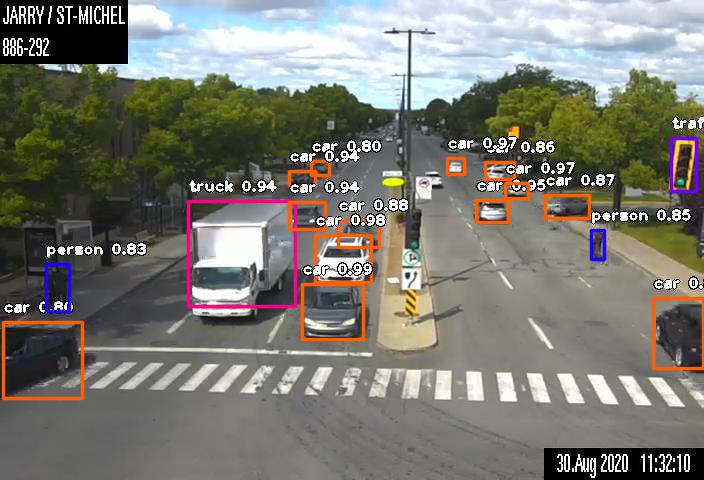 JARRY / ST-MICHEL
886-292
car 0.80
car 0.94
car 0.97
0.86
car 0.97
truck 0.94
car 0.94
0.95
car 0.87
car 0.88
car 0.98
person 0.85
person 0.83
car 0.99
car 0.80
car 0.
traf
30.Aug 2020 11:32:10